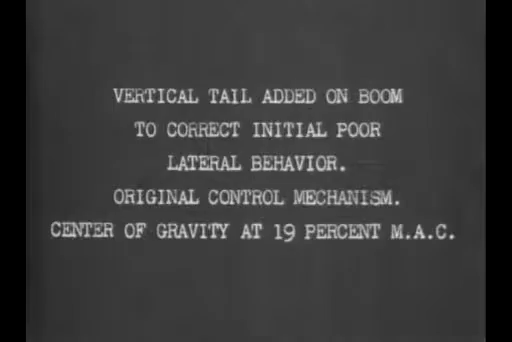 VERTICAL TAIL ADDED ON BOOM
TO CORRECT INITIAL POOR
LATERAL BEHAVIOR.
ORIGINAL CONTROL MECHANISM.
CENTER OF GRAVITY AT 19 PERCENT M.A.C.